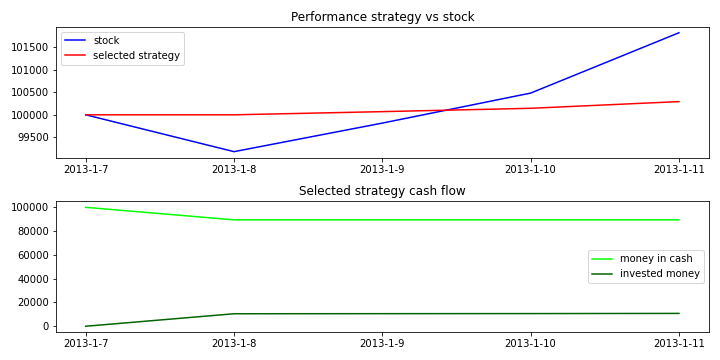 Performance strategy vs stock
stock
selected strategy
101500
101000
100500
100000
99500
2013-1-7 2013-1-8 2013-1-9 2013-1-10 2013-1-11
Selected strategy cash flow
100000
80000
60000
40000
20000
0
money in cash
invested money
2013-1-7 2013-1-8 2013-1-9 2013-1-10 2013-1-11